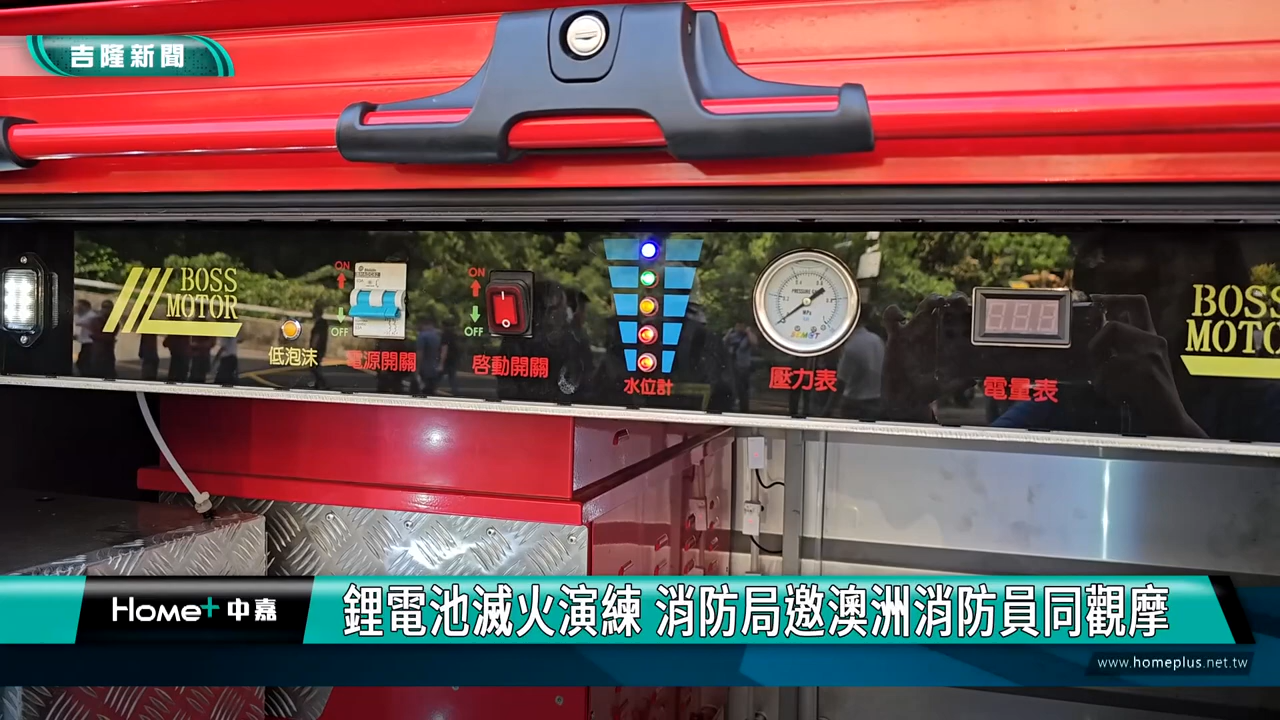 吉隆新聞
BOSS
MOTOR
低泡沫
ON
OFF
電源開關
ON
OFF
啓動開關
水位計
MPa
壓力表
電量表
BOSS
MOTO
Home+ 中嘉
鋰電池滅火演練 消防局邀澳洲消防員同觀摩
www.homeplus.net.tw